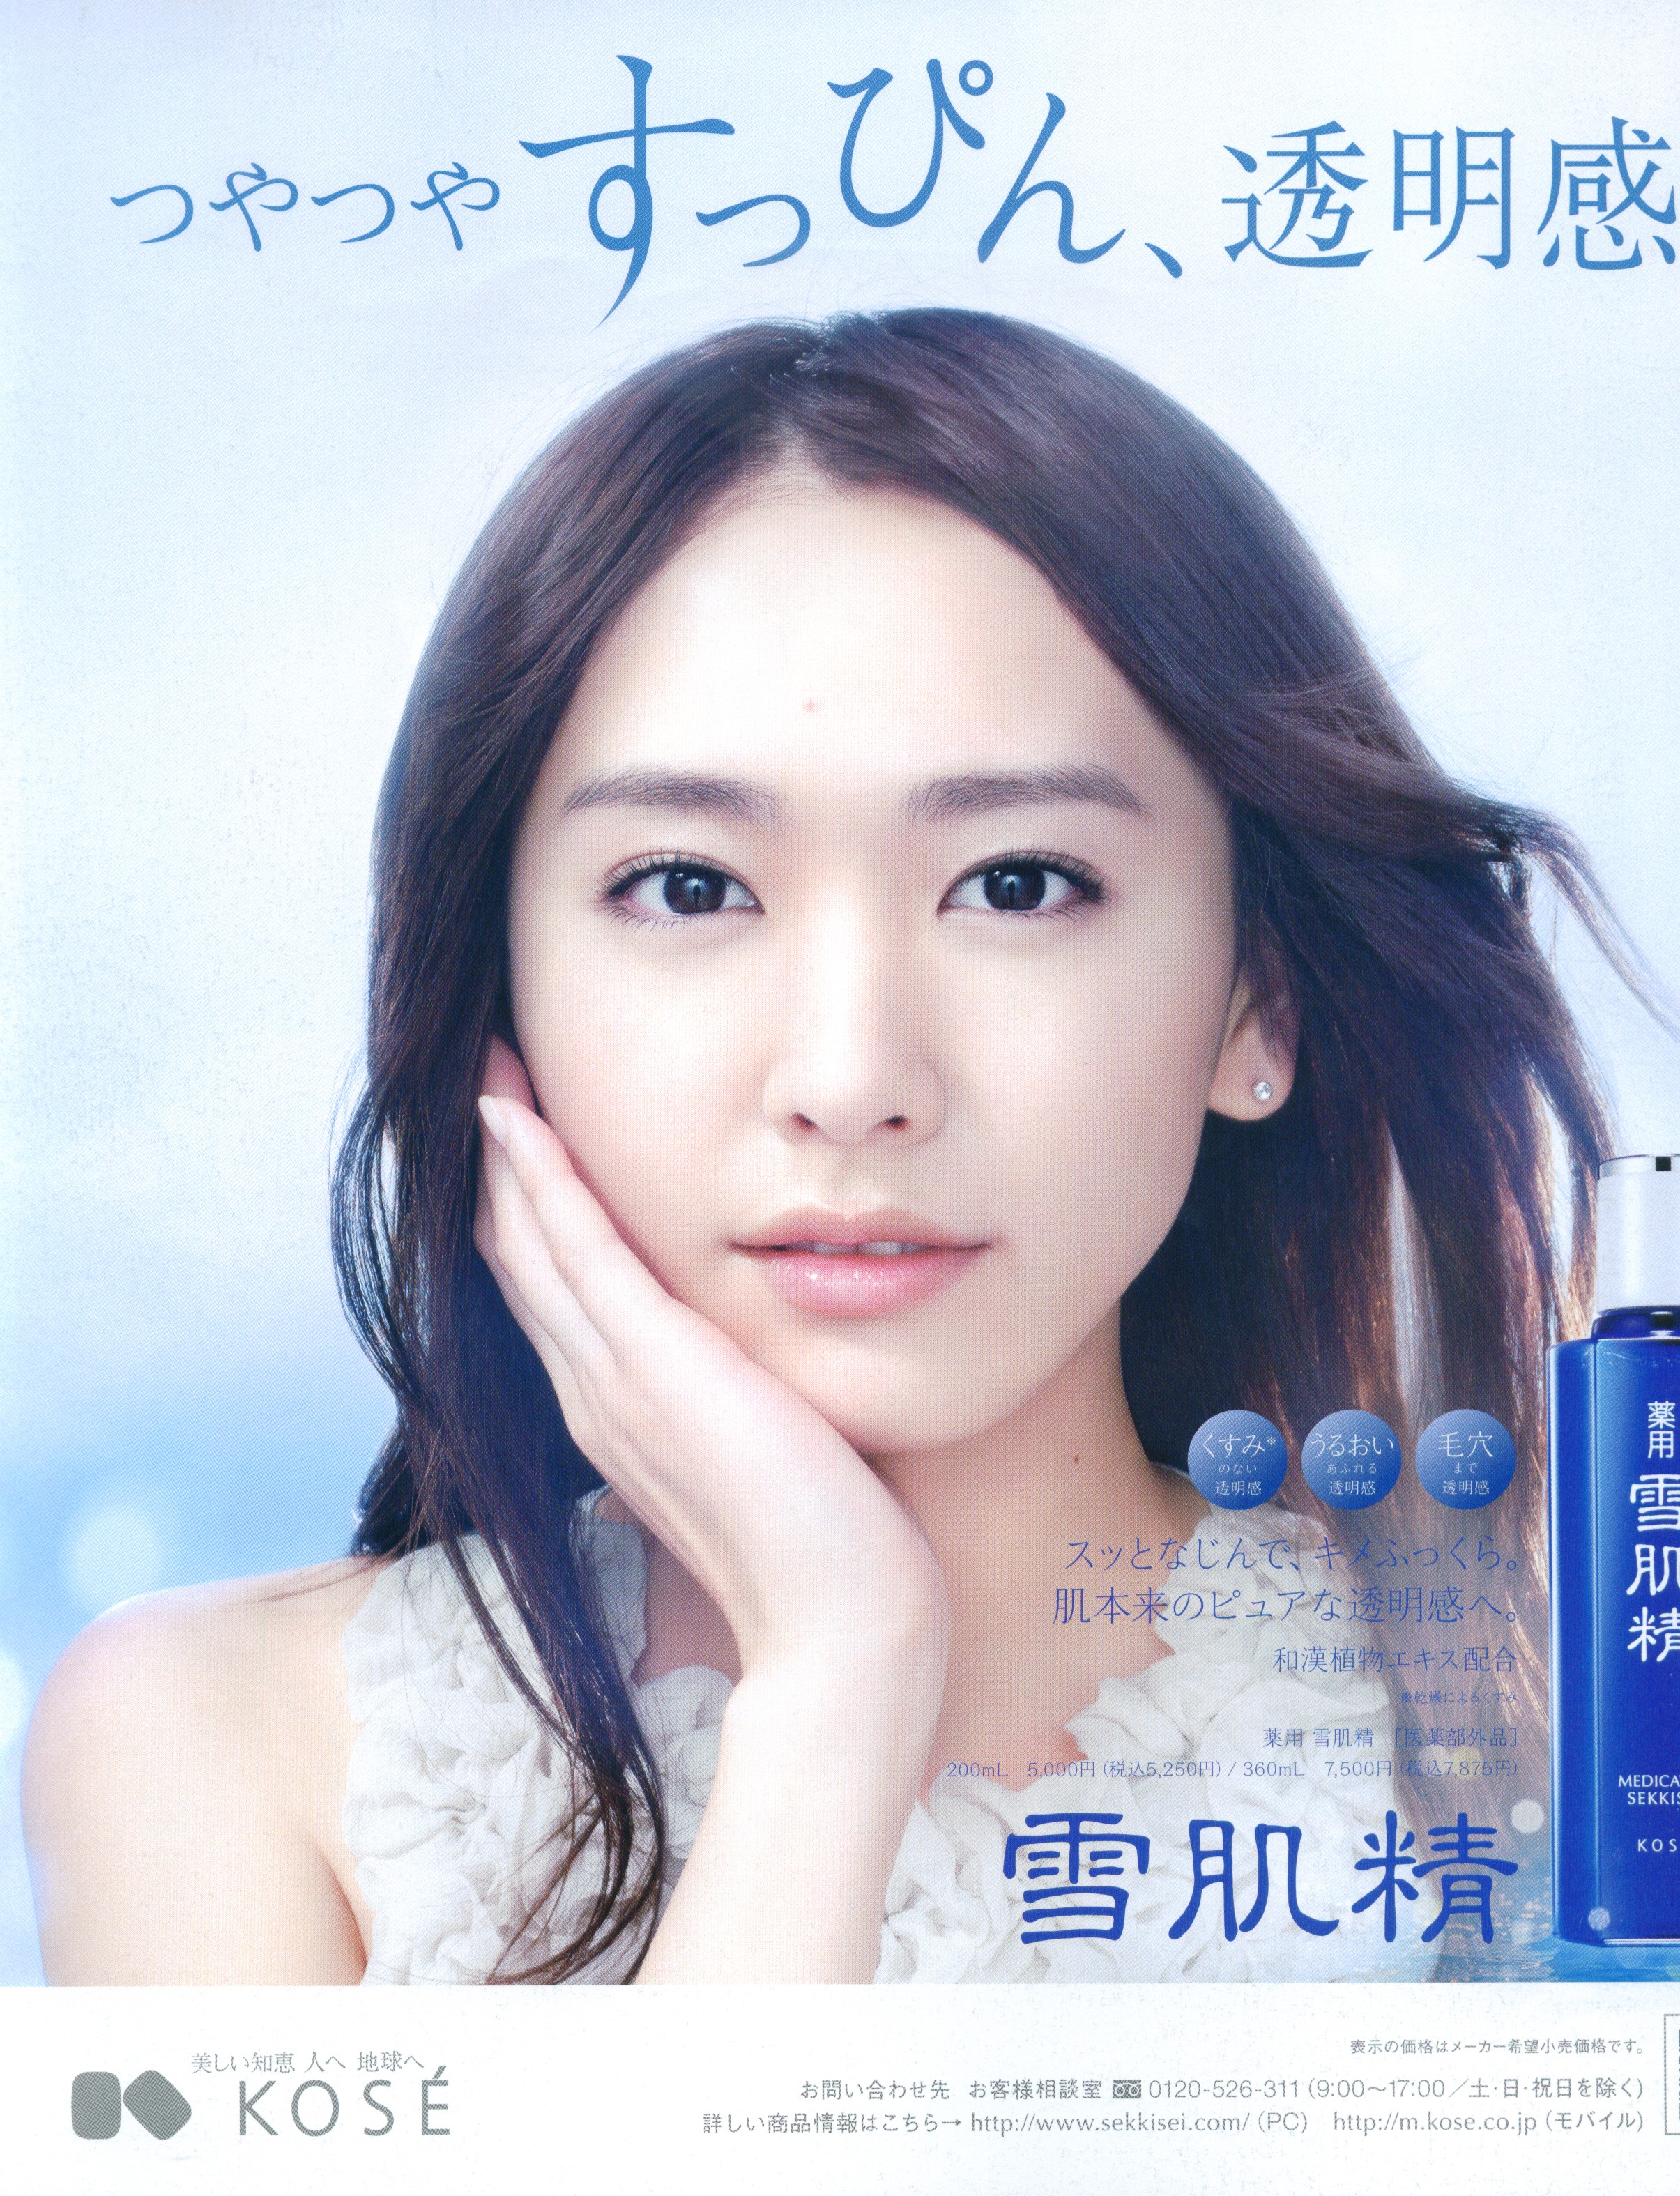 つやつやすっぴん、透明感
くすみ※
のない
透明感
うるおい
あふれる
透明感
毛穴
まで
透明感
スッとなじんで、キメふっくら。
肌本来のピュアな透明感へ。
和漢植物エキス配合
※乾燥によるくすみ
薬用 雪肌精 [医薬部外品]
200mL 5,000円(税込5,250円)/360mL 7,500円(税込7,875円)
雪肌精
薬用
雪肌精
MEDICA
SEKKIS
KOS
表示の価格はメーカー希望小売価格です。
美しい知恵 人へ 地球へ
KOSÉ
お問い合わせ先 お客様相談室 0120-526-311(9:00〜17:00/土・日・祝日を除く)
詳しい商品情報はこちら→ http://www.sekkisei.com/(PC) http://m.kose.co.jp(モバイル)